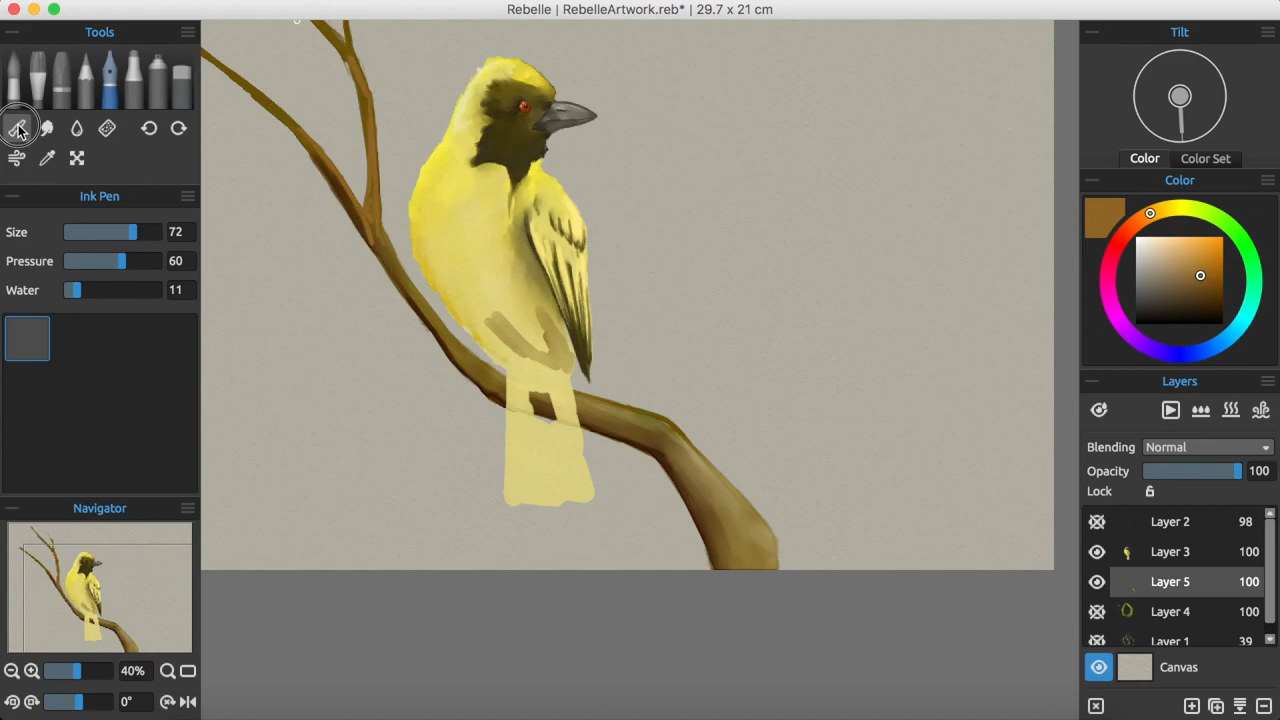 Rebelle | RebelleArtwork.reb* | 29.7 x 21 cm
Tools
Ink Pen
Size 72
Pressure 60
Water 11
Navigator
40%
0°
Tilt
Color Color Set
Color
Layers
Blending Normal
Opacity 100
Lock
Layer 2 98
Layer 3 100
Layer 5 100
Layer 4 100
Layer 1 39
Canvas